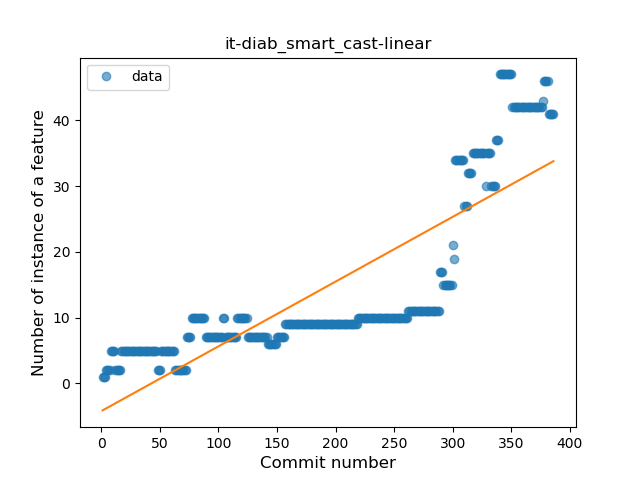 it-diab_smart_cast-linear
data
Number of instance of a feature
40
30
20
10
0
0 50 100 150 200 250 300 350 400
Commit number